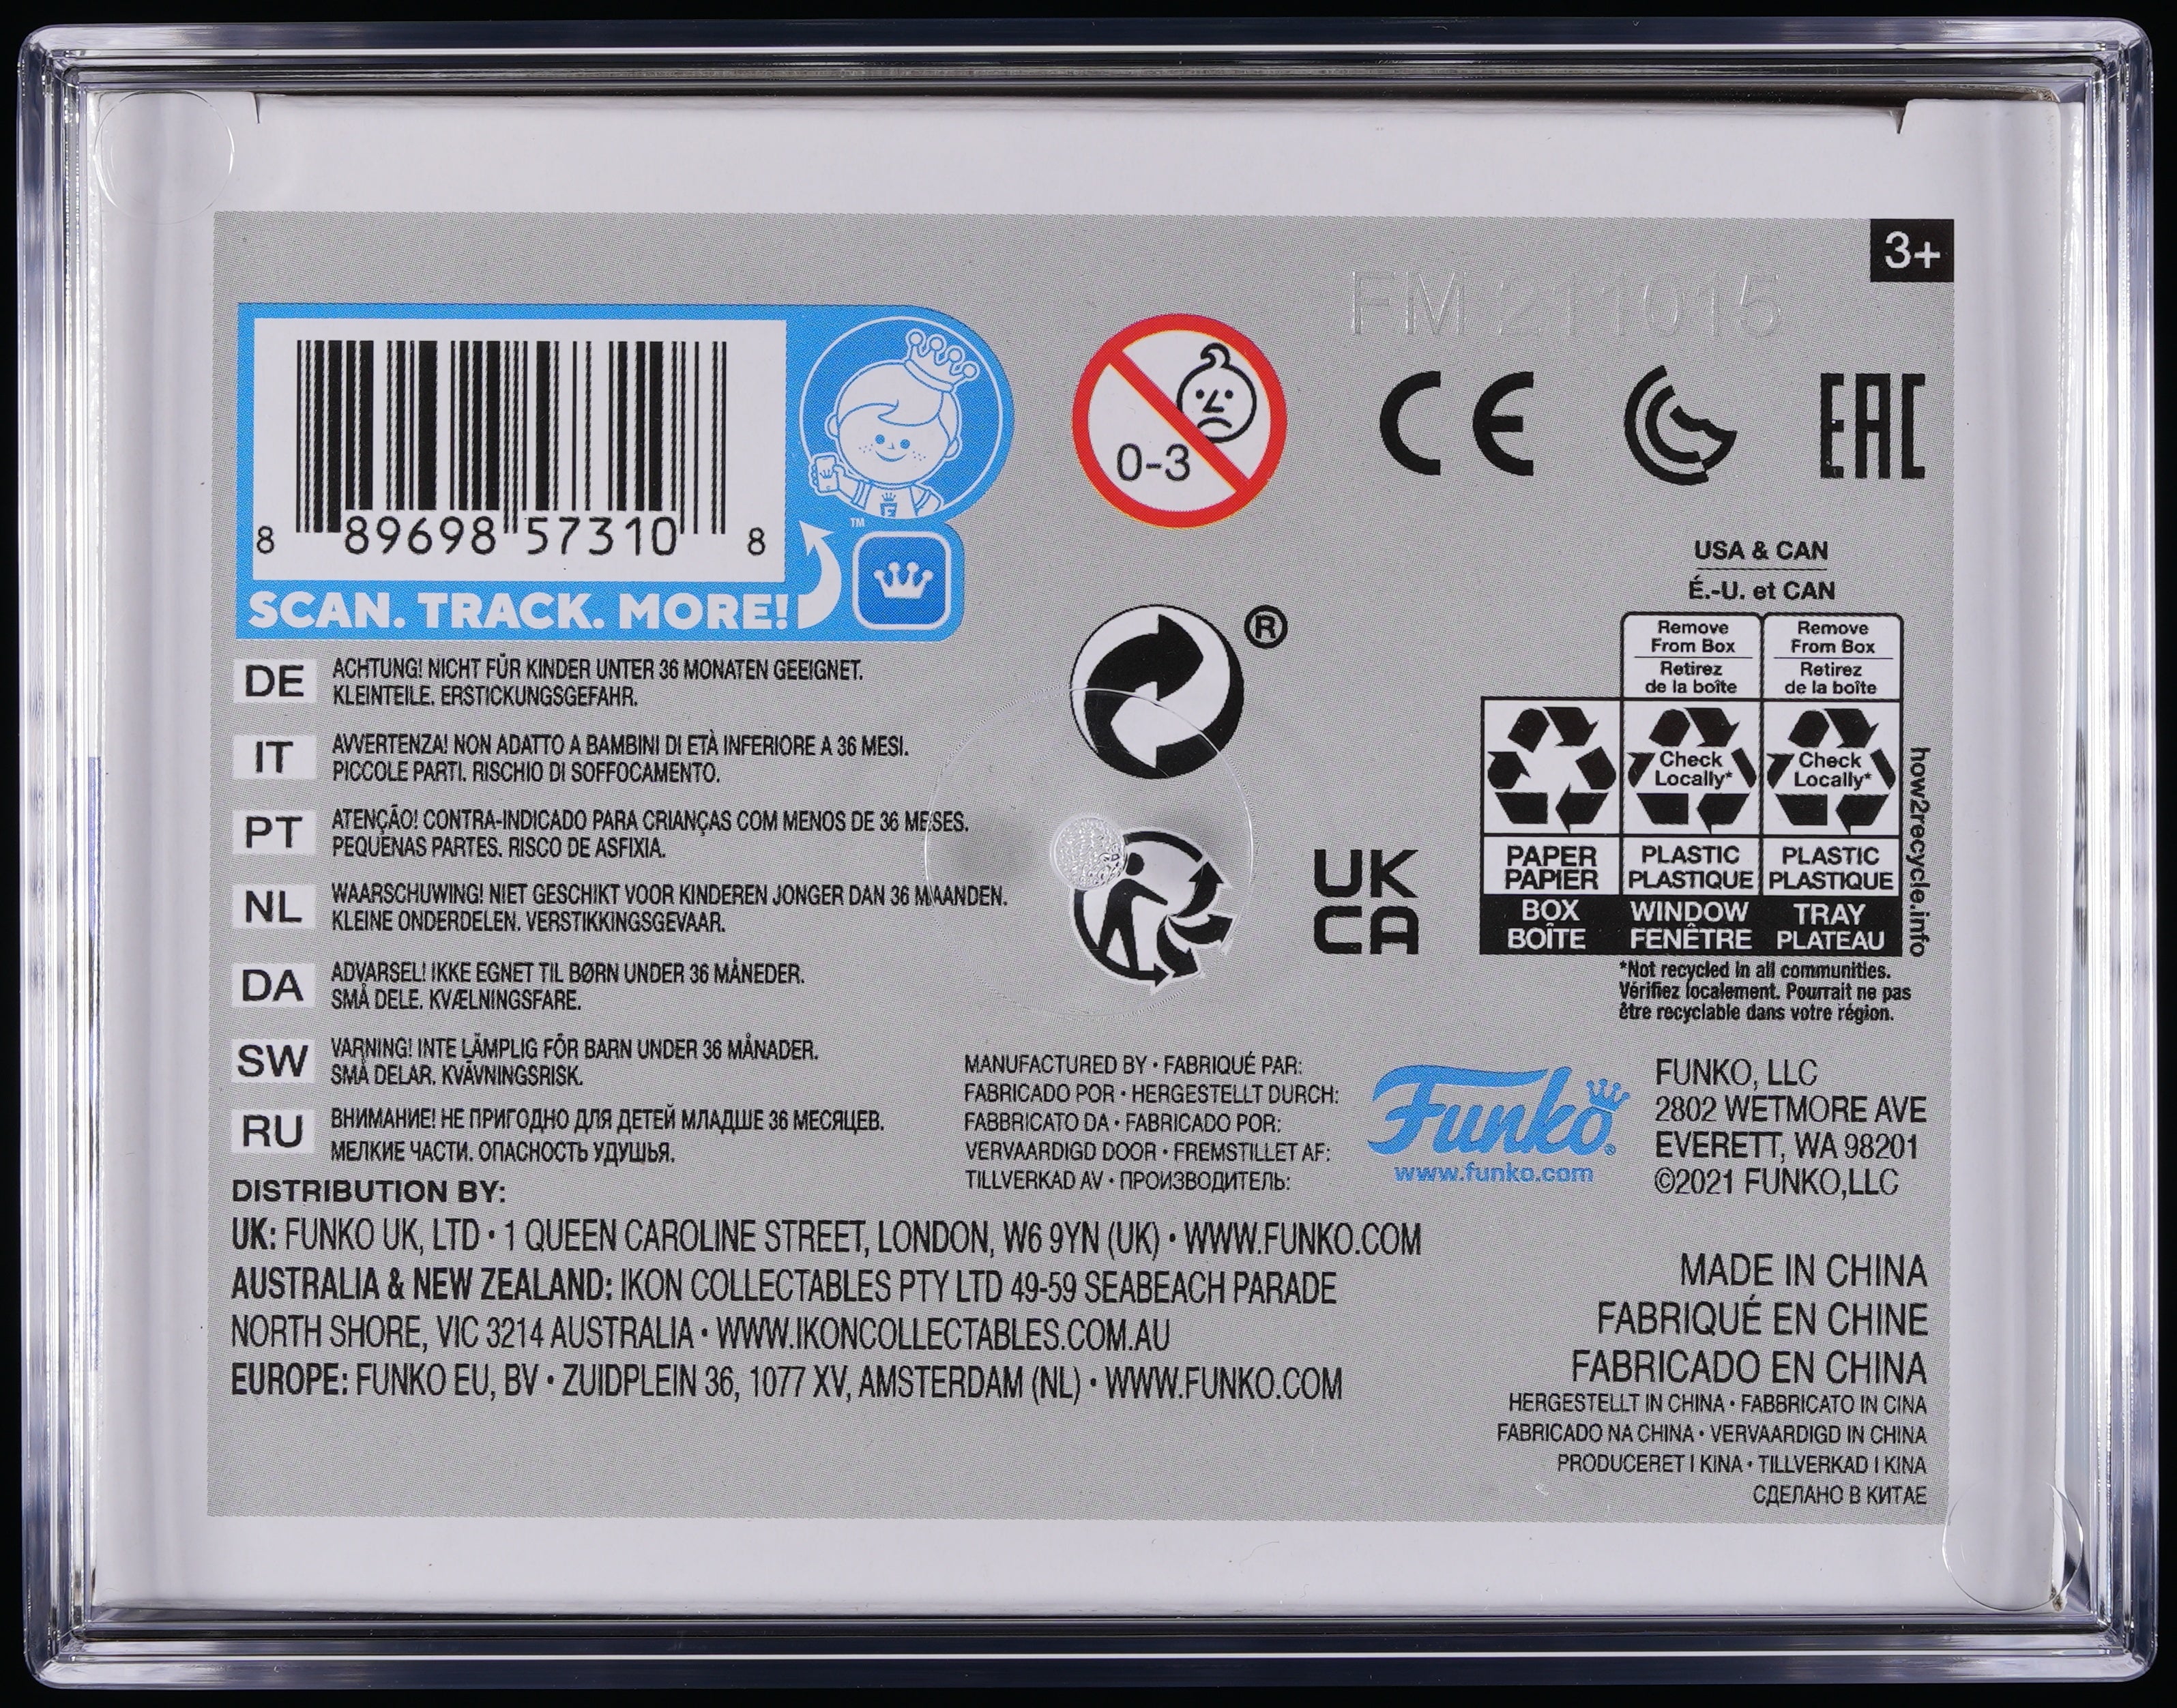 3+
FM 211015
8 89698 57310 8
TM
SCAN. TRACK. MORE!
0-3
CE
EAC
®
USA & CAN
É.-U. et CAN
Remove
From Box
Retirez
de la boîte
Remove
From Box
Retirez
de la boîte
Check
Locally*
Check
Locally*
PAPER
PAPIER
PLASTIC
PLASTIQUE
PLASTIC
PLASTIQUE
BOX
BOÎTE
WINDOW
FENÊTRE
TRAY
PLATEAU
how2recycle.info
*Not recycled in all communities.
Vérifiez localement. Pourrait ne pas
être recyclable dans votre région.
UK
CA
DE
ACHTUNG! NICHT FÜR KINDER UNTER 36 MONATEN GEEIGNET.
KLEINTEILE. ERSTICKUNGSGEFAHR.
IT
AVVERTENZA! NON ADATTO A BAMBINI DI ETÀ INFERIORE A 36 MESI.
PICCOLE PARTI. RISCHIO DI SOFFOCAMENTO.
PT
ATENÇÃO! CONTRA-INDICADO PARA CRIANÇAS COM MENOS DE 36 MESES.
PEQUENAS PARTES. RISCO DE ASFIXIA.
NL
WAARSCHUWING! NIET GESCHIKT VOOR KINDEREN JONGER DAN 36 MAANDEN.
KLEINE ONDERDELEN. VERSTIKKINGSGEVAAR.
DA
ADVARSEL! IKKE EGNET TIL BØRN UNDER 36 MÅNEDER.
SMÅ DELE. KVÆLNINGSFARE.
SW
VARNING! INTE LÄMPLIG FÖR BARN UNDER 36 MÅNADER.
SMÅ DELAR. KVÄVNINGSRISK.
RU
ВНИМАНИЕ! НЕ ПРИГОДНО ДЛЯ ДЕТЕЙ МЛАДШЕ 36 МЕСЯЦЕВ.
МЕЛКИЕ ЧАСТИ. ОПАСНОСТЬ УДУШЬЯ.
MANUFACTURED BY • FABRIQUÉ PAR:
FABRICADO POR • HERGESTELLT DURCH:
FABBRICATO DA • FABRICADO POR:
VERVAARDIGD DOOR • FREMSTILLET AF:
TILLVERKAD AV • ПРОИЗВОДИТЕЛЬ:
Funko®
www.funko.com
FUNKO, LLC
2802 WETMORE AVE
EVERETT, WA 98201
©2021 FUNKO,LLC
DISTRIBUTION BY:
UK: FUNKO UK, LTD • 1 QUEEN CAROLINE STREET, LONDON, W6 9YN (UK) • WWW.FUNKO.COM
AUSTRALIA & NEW ZEALAND: IKON COLLECTABLES PTY LTD 49-59 SEABEACH PARADE
NORTH SHORE, VIC 3214 AUSTRALIA • WWW.IKONCOLLECTABLES.COM.AU
EUROPE: FUNKO EU, BV • ZUIDPLEIN 36, 1077 XV, AMSTERDAM (NL) • WWW.FUNKO.COM
MADE IN CHINA
FABRIQUÉ EN CHINE
FABRICADO EN CHINA
HERGESTELLT IN CHINA • FABBRICATO IN CINA
FABRICADO NA CHINA • VERVAARDIGD IN CHINA
PRODUCERET I KINA • TILLVERKAD I KINA
СДЕЛАНО В КИТАЕ